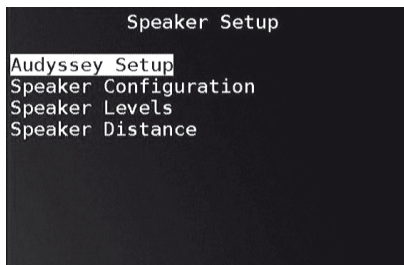 Speaker Setup
Audyssey Setup
Speaker Configuration
Speaker Levels
Speaker Distance